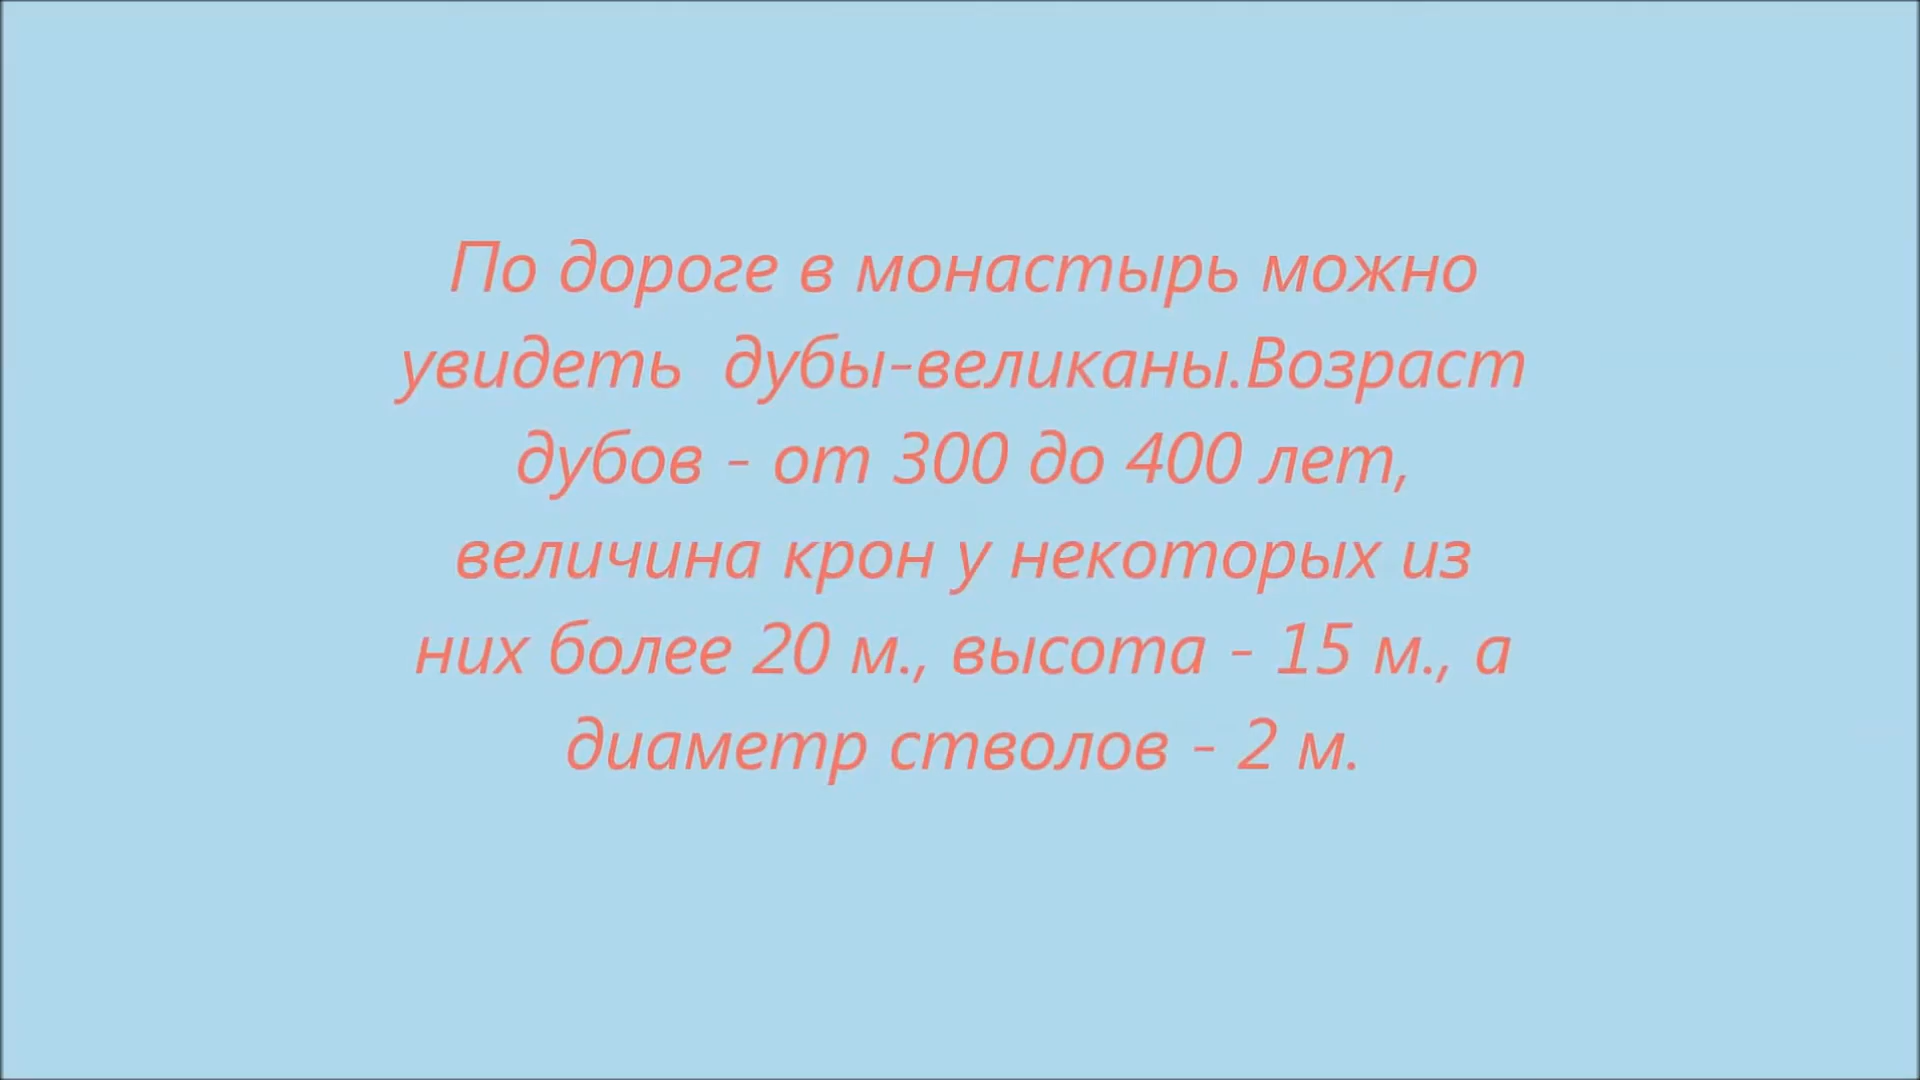 По дороге в монастырь можно
увидеть  дубы-великаны.Возраст
дубов - от 300 до 400 лет,
величина крон у некоторых из
них более 20 м., высота - 15 м., а
диаметр стволов - 2 м.